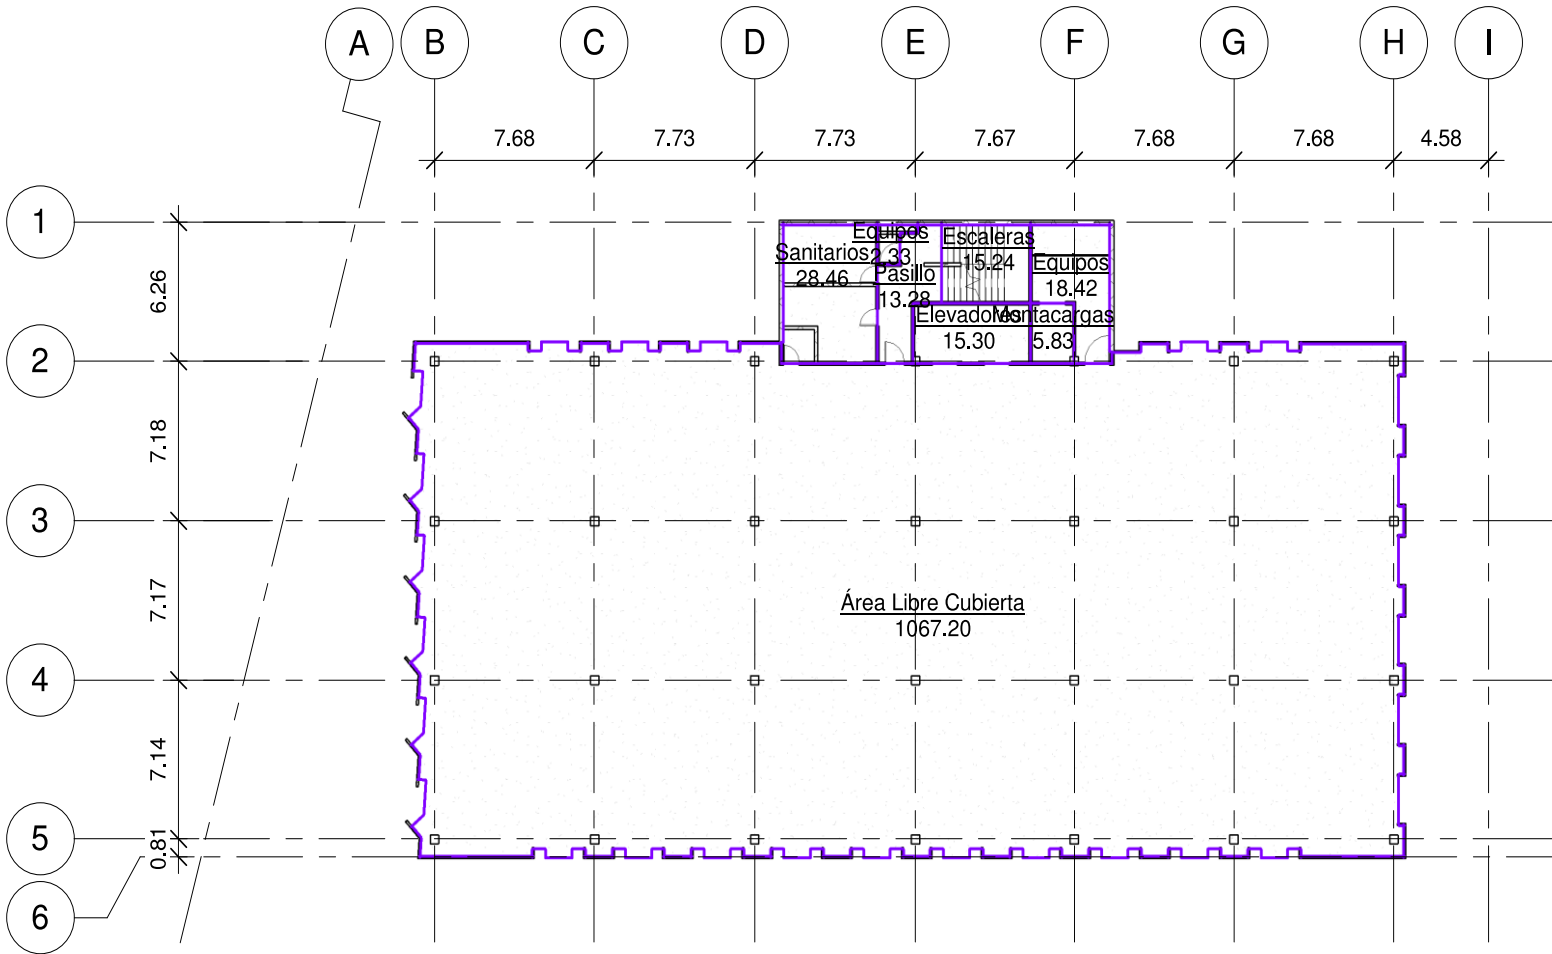 A B C D E F G H I
7.68 7.73 7.73 7.67 7.68 7.68 4.58
1
6.26
Sanitarios
28.46
Equipos
2.33
Pasillo
13.28
Escaleras
15.24
Equipos
18.42
Elevadores
15.30
Montacargas
5.83
2
7.18
3
7.17
Área Libre Cubierta
1067.20
4
7.14
5
0.81
6